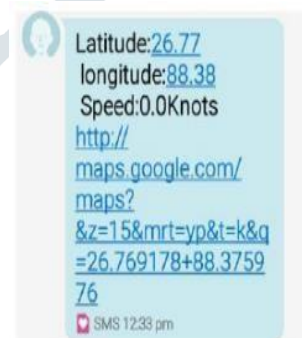 Latitude:26.77
longitude:88.38
Speed:0.0Knots
http://
maps.google.com/
maps?
&z=15&mrt=yp&t=k&q
=26.769178+88.3759
76
SMS 12:33 pm